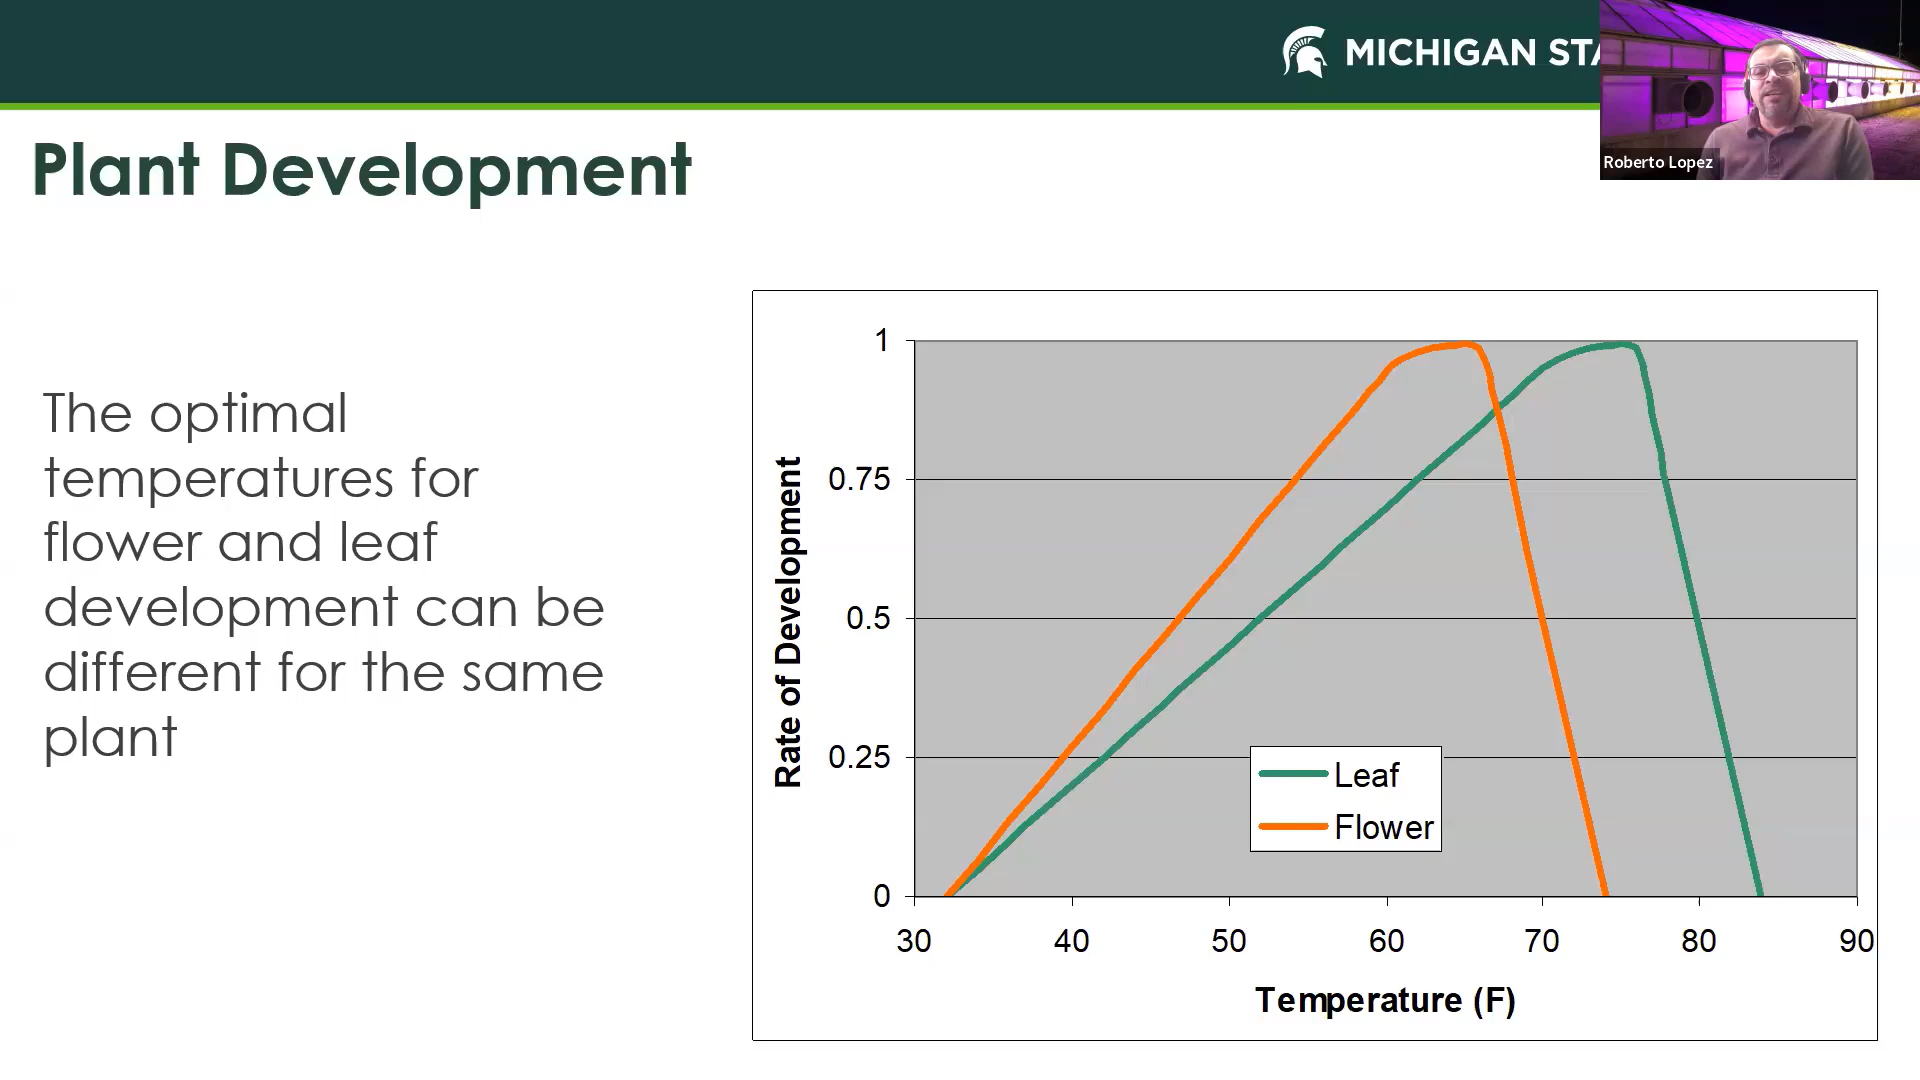 MICHIGAN STA
Roberto Lopez
Plant Development
The optimal
temperatures for
flower and leaf
development can be
different for the same
plant
1
0.75
0.5
0.25
0
Rate of Development
Leaf
Flower
30 40 50 60 70 80 90
Temperature (F)